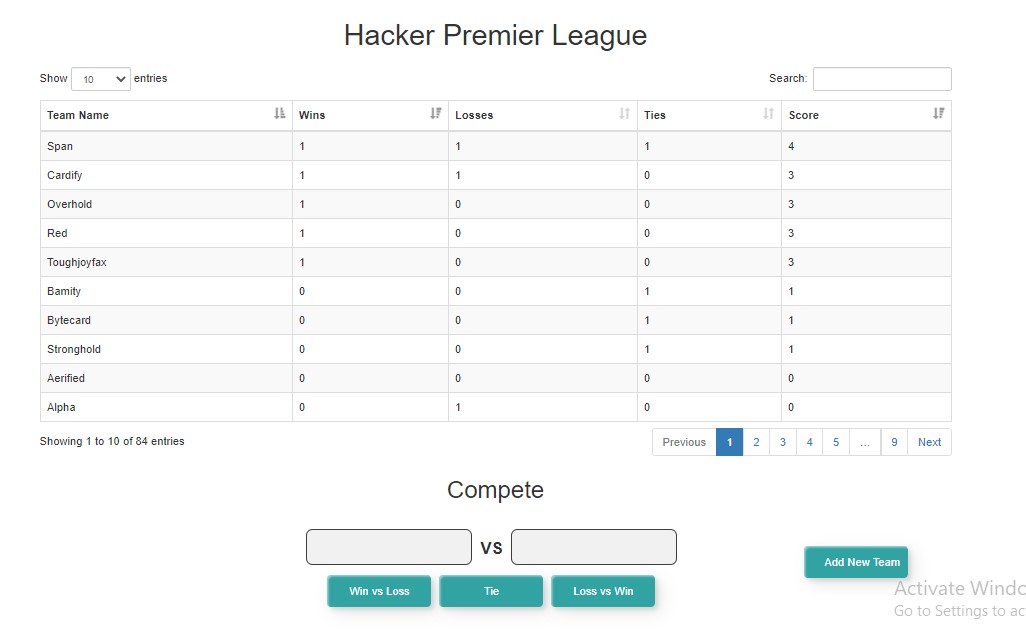 Hacker Premier League
Show 10 entries Search:
Team Name Wins Losses Ties Score
Span 1 1 1 4
Cardify 1 1 0 3
Overhold 1 0 0 3
Red 1 0 0 3
Toughjoyfax 1 0 0 3
Bamity 0 0 1 1
Bytecard 0 0 1 1
Stronghold 0 0 1 1
Aerified 0 0 0 0
Alpha 0 1 0 0
Showing 1 to 10 of 84 entries Previous 1 2 3 4 5 ... 9 Next
Compete
VS
Add New Team
Win vs Loss Tie Loss vs Win
Activate Windo
Go to Settings to ac